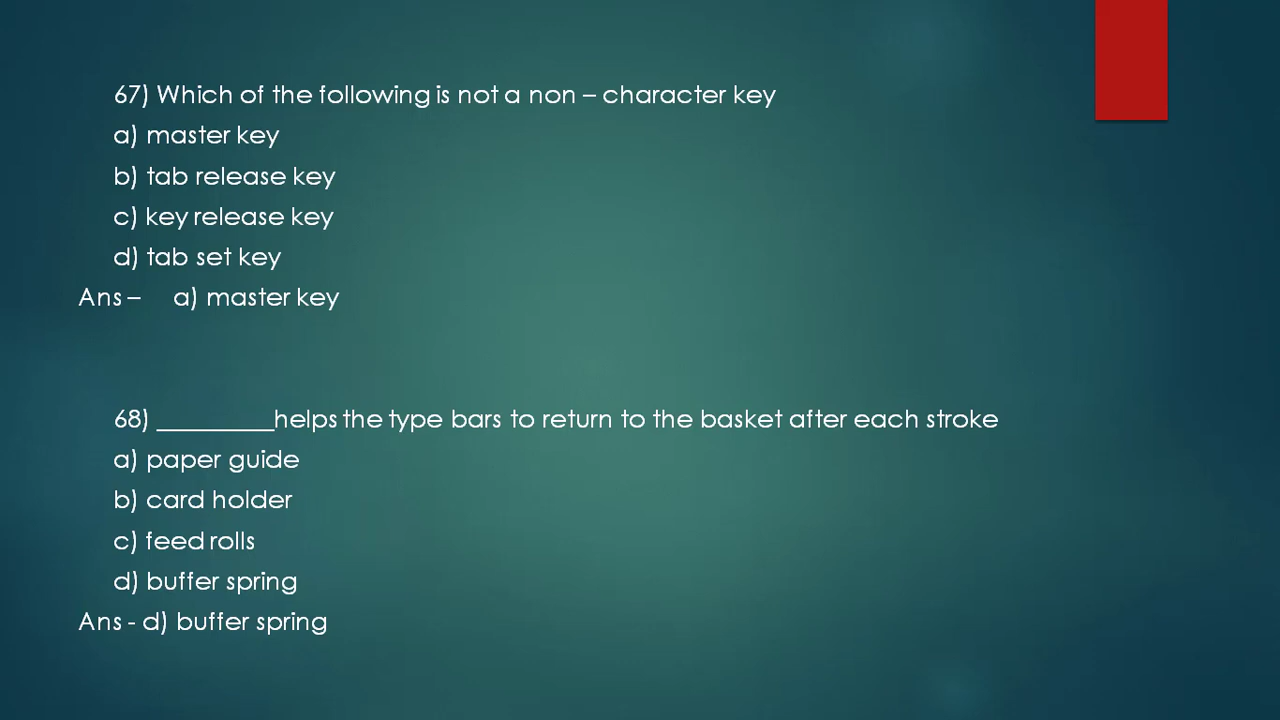 67) Which of the following is not a non – character key
a) master key
b) tab release key
c) key release key
d) tab set key
Ans – a) master key
68) _________helps the type bars to return to the basket after each stroke
a) paper guide
b) card holder
c) feed rolls
d) buffer spring
Ans - d) buffer spring